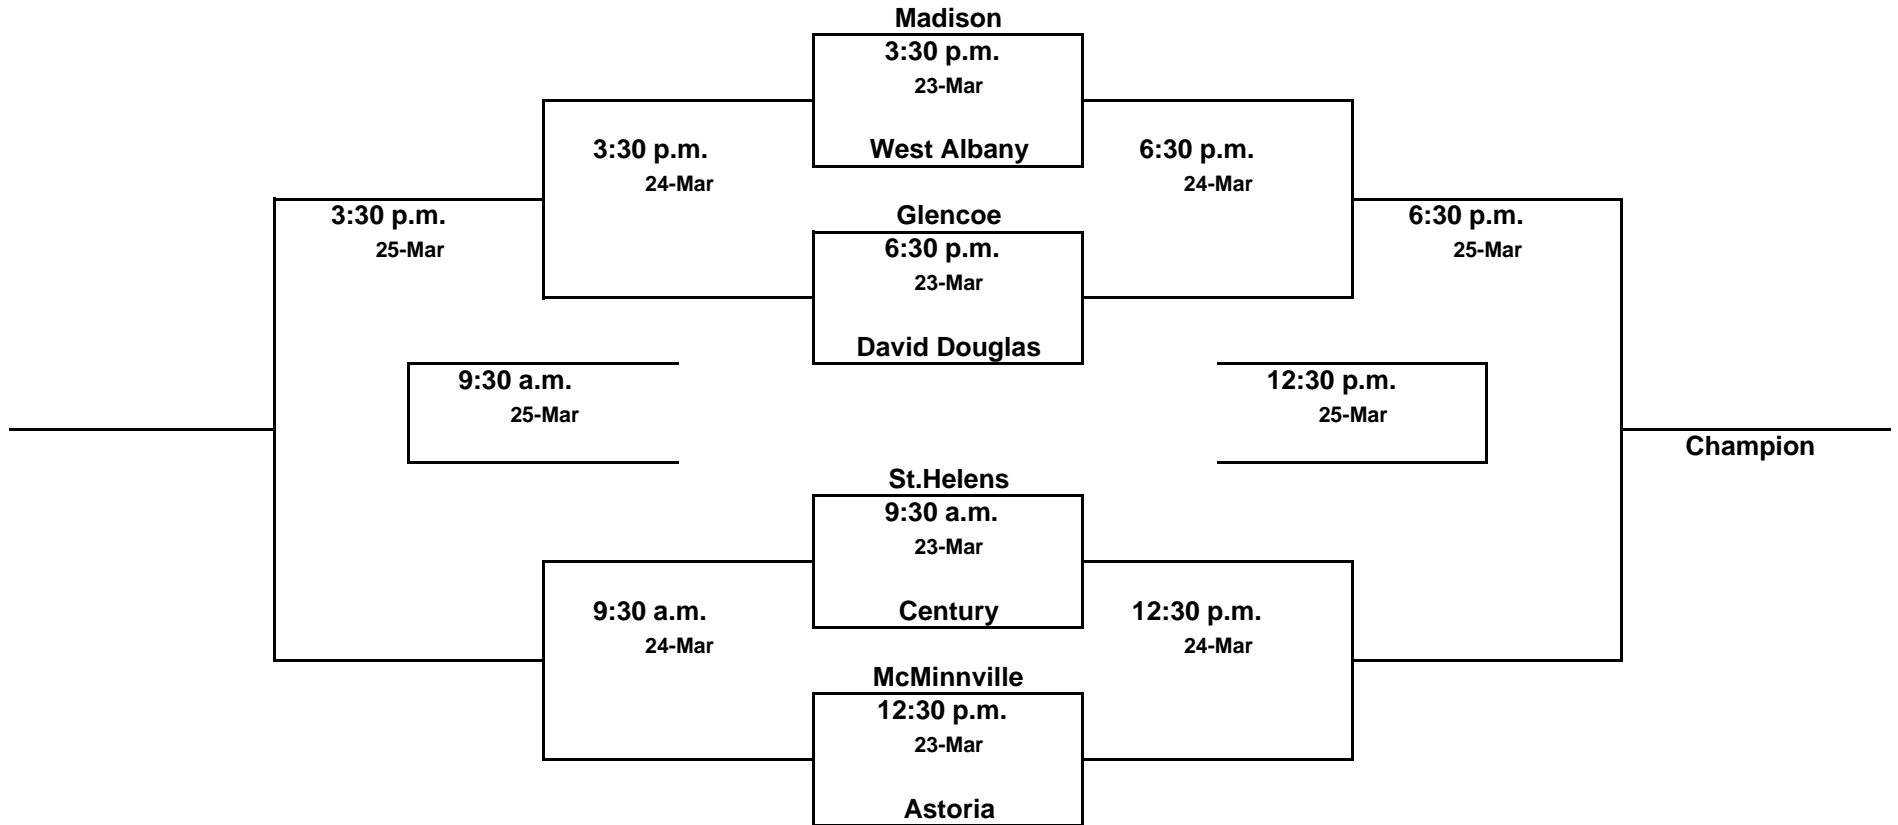 Madison
3:30 p.m.
23-Mar
3:30 p.m. West Albany 6:30 p.m.
24-Mar 24-Mar
3:30 p.m. Glencoe 6:30 p.m.
25-Mar 6:30 p.m. 25-Mar
23-Mar
David Douglas
9:30 a.m. 12:30 p.m.
25-Mar 25-Mar
Champion
St.Helens
9:30 a.m.
23-Mar
9:30 a.m. Century 12:30 p.m.
24-Mar 24-Mar
McMinnville
12:30 p.m.
23-Mar
Astoria